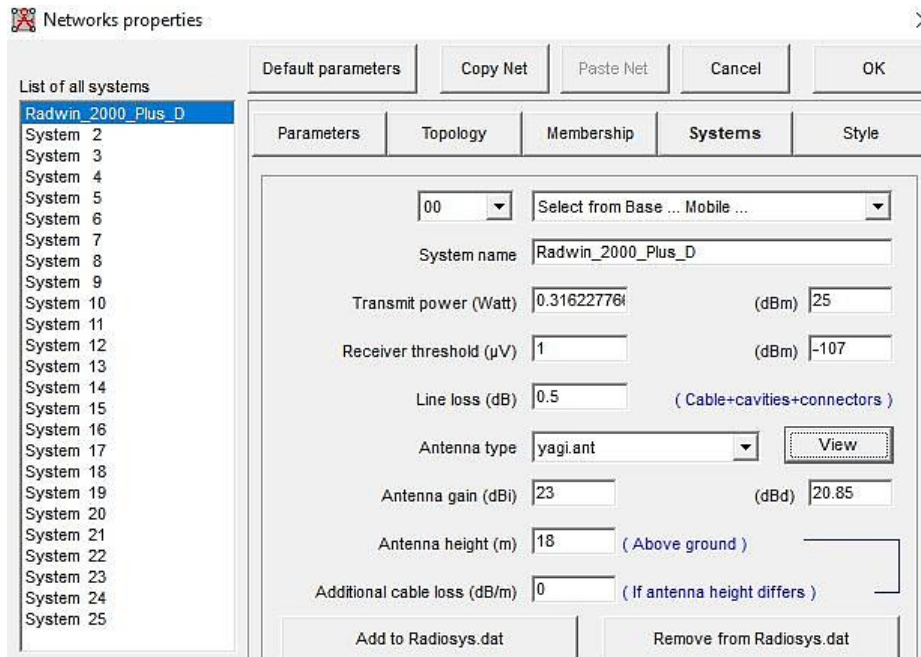 Networks properties
Default parameters Copy Net Paste Net Cancel OK
List of all systems
Radwin_2000_Plus_D
System 2
System 3
System 4
System 5
System 6
System 7
System 8
System 9
System 10
System 11
System 12
System 13
System 14
System 15
System 16
System 17
System 18
System 19
System 20
System 21
System 22
System 23
System 24
System 25
Parameters Topology Membership Systems Style
00 Select from Base ... Mobile ...
System name Radwin_2000_Plus_D
Transmit power (Watt) 0.31622776 (dBm) 25
Receiver threshold (µV) 1 (dBm) -107
Line loss (dB) 0.5 ( Cable+cavities+connectors )
Antenna type yagi.ant View
Antenna gain (dBi) 23 (dBd) 20.85
Antenna height (m) 18 ( Above ground )
Additional cable loss (dB/m) 0 ( If antenna height differs )
Add to Radiosys.dat Remove from Radiosys.dat